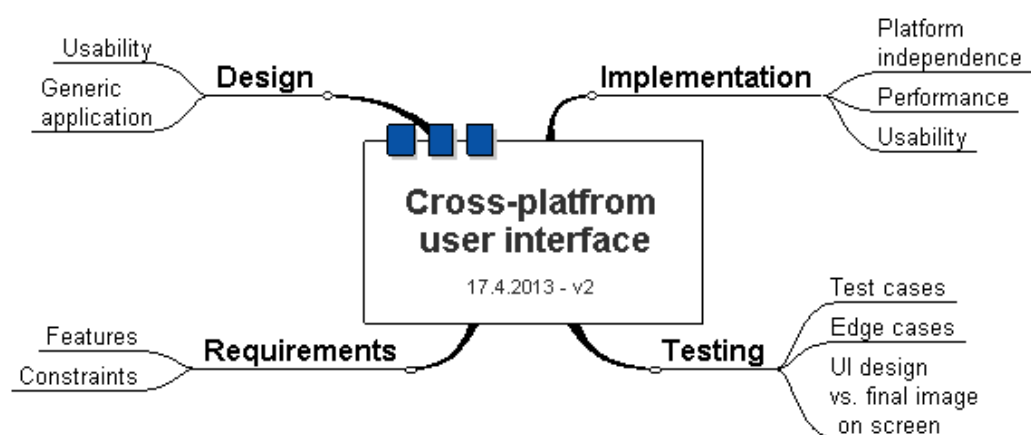 Usability
Generic
application
Design
Implementation
Platform
independence
Performance
Usability
Cross-platfrom
user interface
17.4.2013 - v2
Features
Constraints
Requirements
Testing
Test cases
Edge cases
UI design
vs. final image
on screen